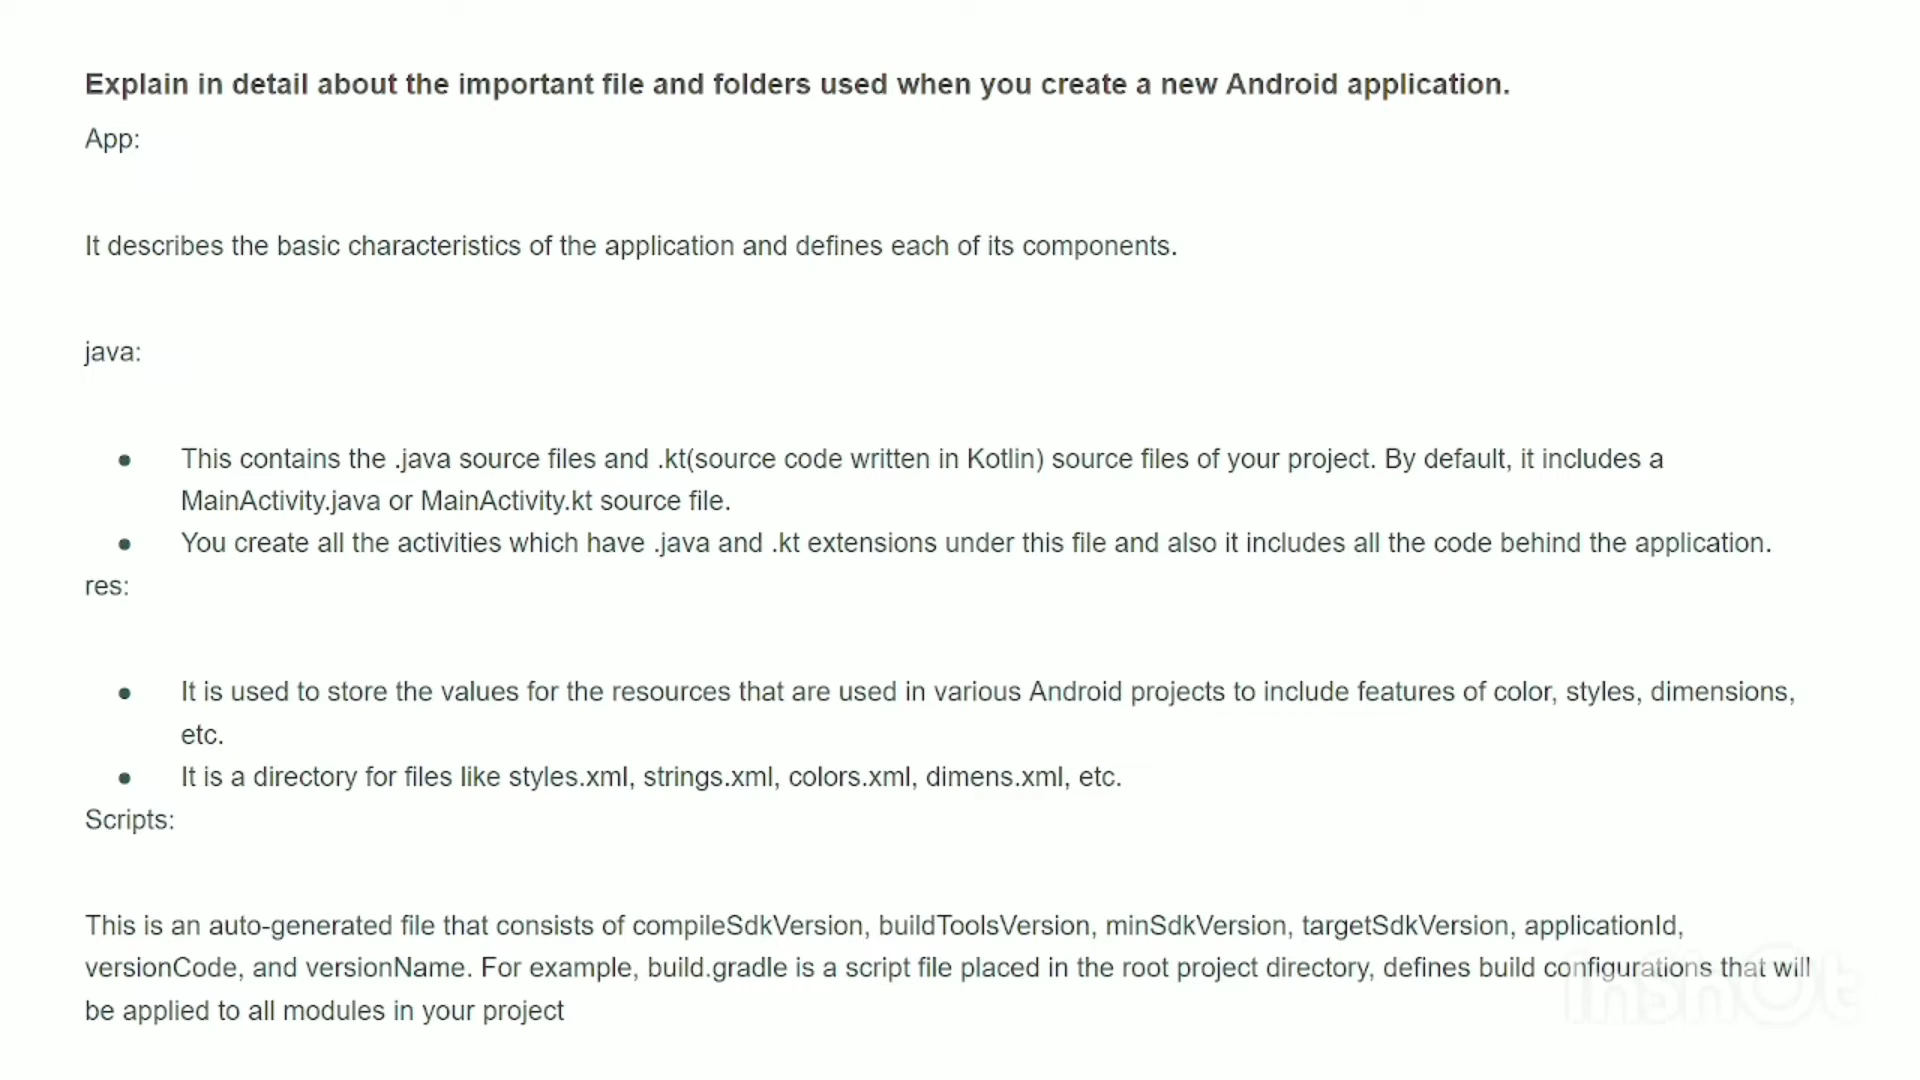 Explain in detail about the important file and folders used when you create a new Android application.
App:
It describes the basic characteristics of the application and defines each of its components.
java:
● This contains the .java source files and .kt(source code written in Kotlin) source files of your project. By default, it includes a
MainActivity.java or MainActivity.kt source file.
● You create all the activities which have .java and .kt extensions under this file and also it includes all the code behind the application.
res:
● It is used to store the values for the resources that are used in various Android projects to include features of color, styles, dimensions,
etc.
● It is a directory for files like styles.xml, strings.xml, colors.xml, dimens.xml, etc.
Scripts:
This is an auto-generated file that consists of compileSdkVersion, buildToolsVersion, minSdkVersion, targetSdkVersion, applicationId,
versionCode, and versionName. For example, build.gradle is a script file placed in the root project directory, defines build configurations that will
be applied to all modules in your project
InShOt